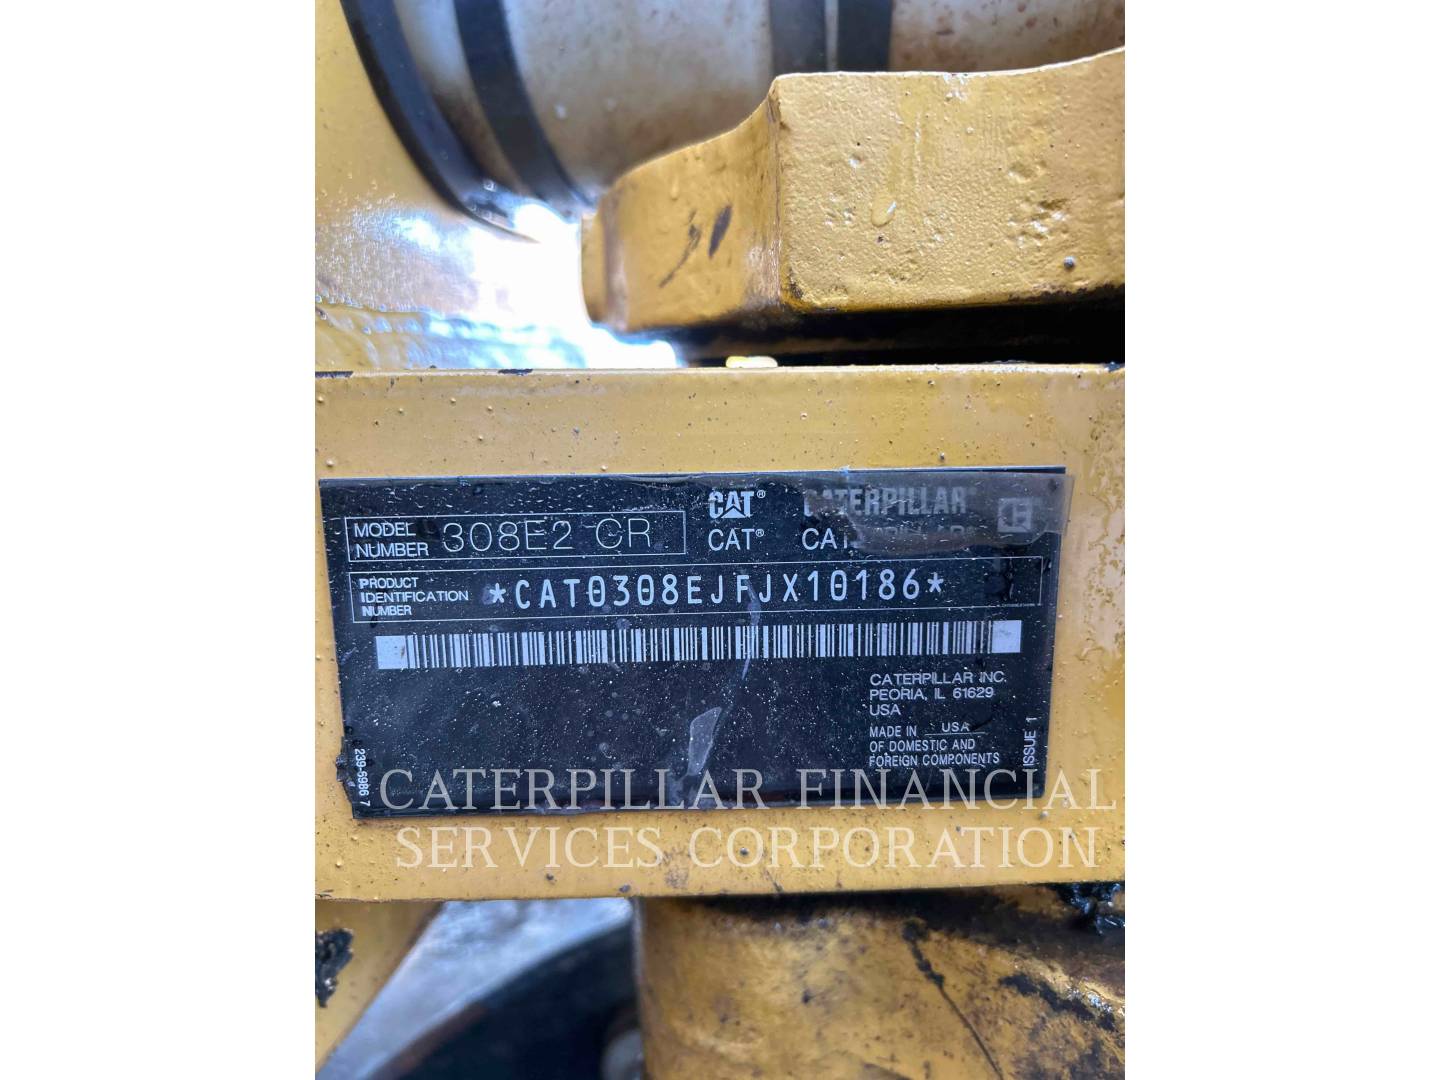 CAT® CATERPILLAR® C
MODEL NUMBER 308E2 CR CAT®
PRODUCT IDENTIFICATION NUMBER *CAT0308EJFJX10186*
CATERPILLAR INC.
PEORIA, IL 61629
USA
MADE IN USA
OF DOMESTIC AND
FOREIGN COMPONENTS
ISSUE 1
239-5986 7
CATERPILLAR FINANCIAL
SERVICES CORPORATION